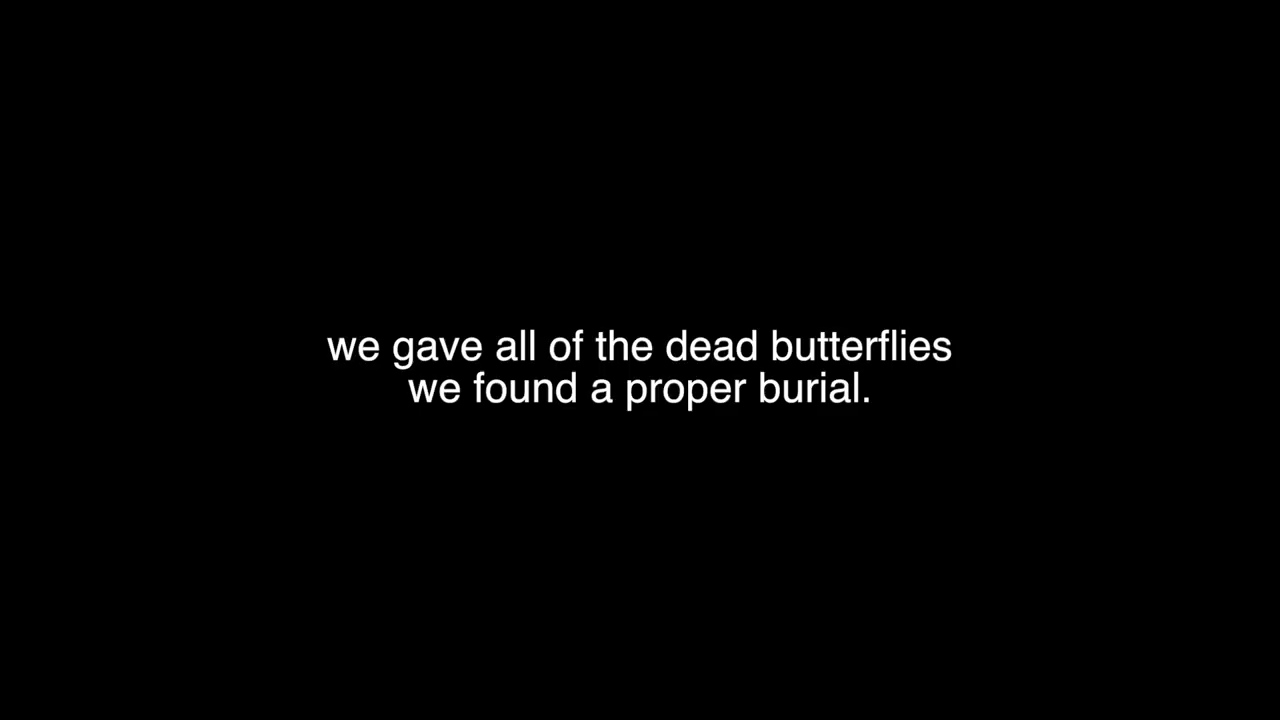 we gave all of the dead butterflies
we found a proper burial.